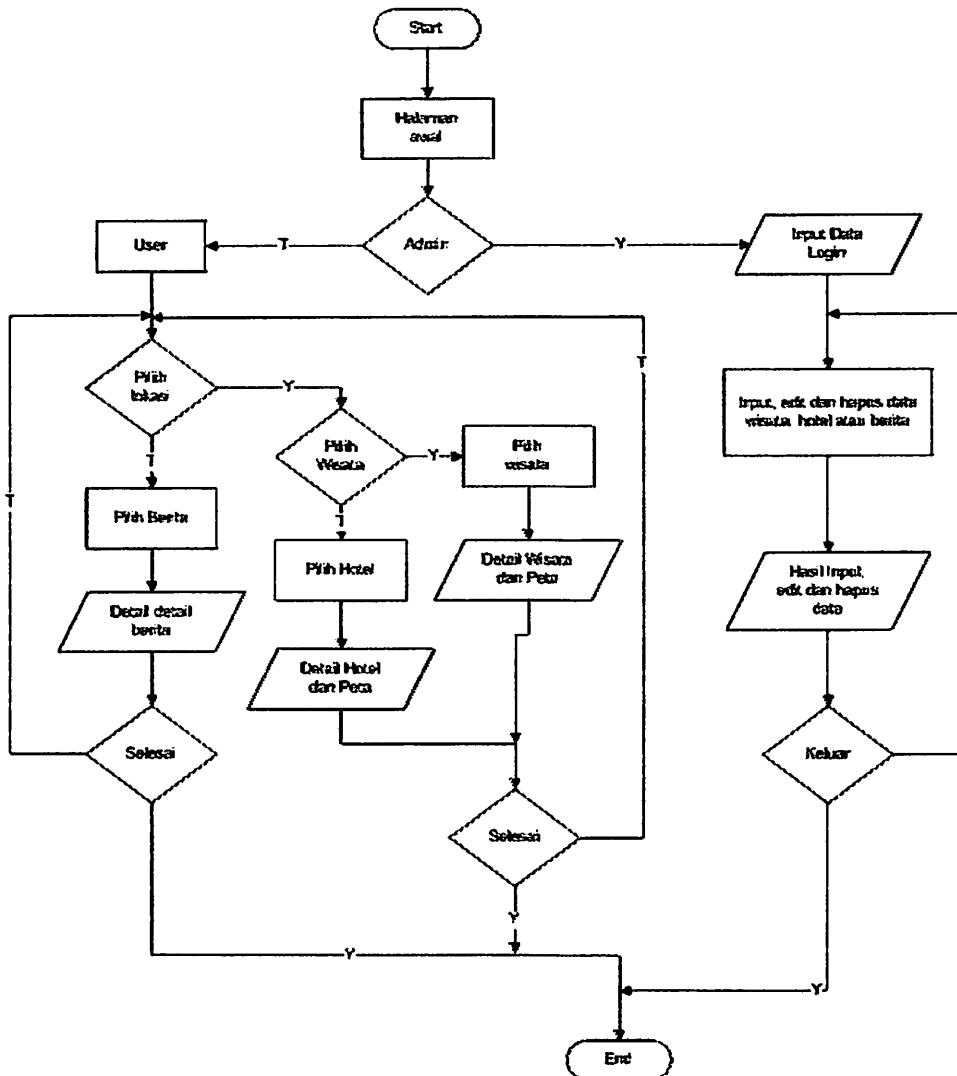 Start
Halaman
awal
Admin
T
Y
User
Input Data
Login
Pilih
lokasi
Y
T
Pilih
Wisata
Y
Pilih
wisata
T
T
T
Pilih Berita
Pilih Hotel
Detail Wisata
dan Peta
Detail detail
berita
Detail Hotel
dan Peta
Input, edit dan hapus data
wisata, hotel atau berita
Hasil Input,
edit dan hapus
data
Selesai
Selesai
Keluar
Y
Y
Y
End